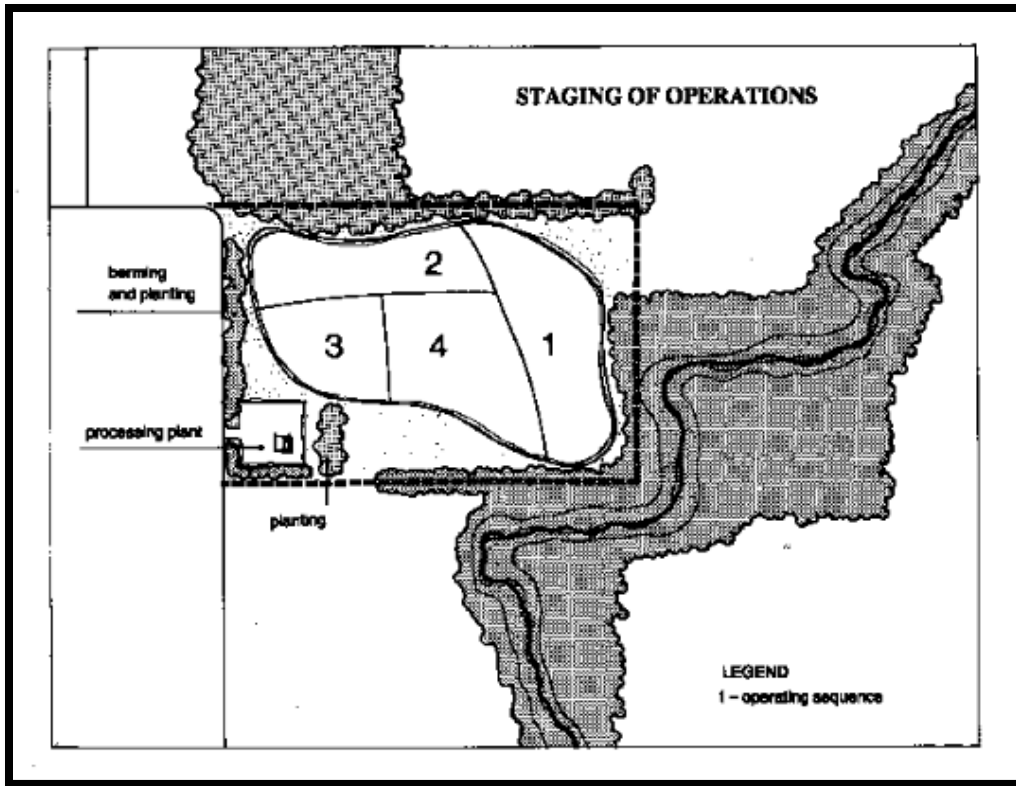 STAGING OF OPERATIONS
berming
and planting
2
3
4
1
processing plant
planting
LEGEND
1 – operating sequence